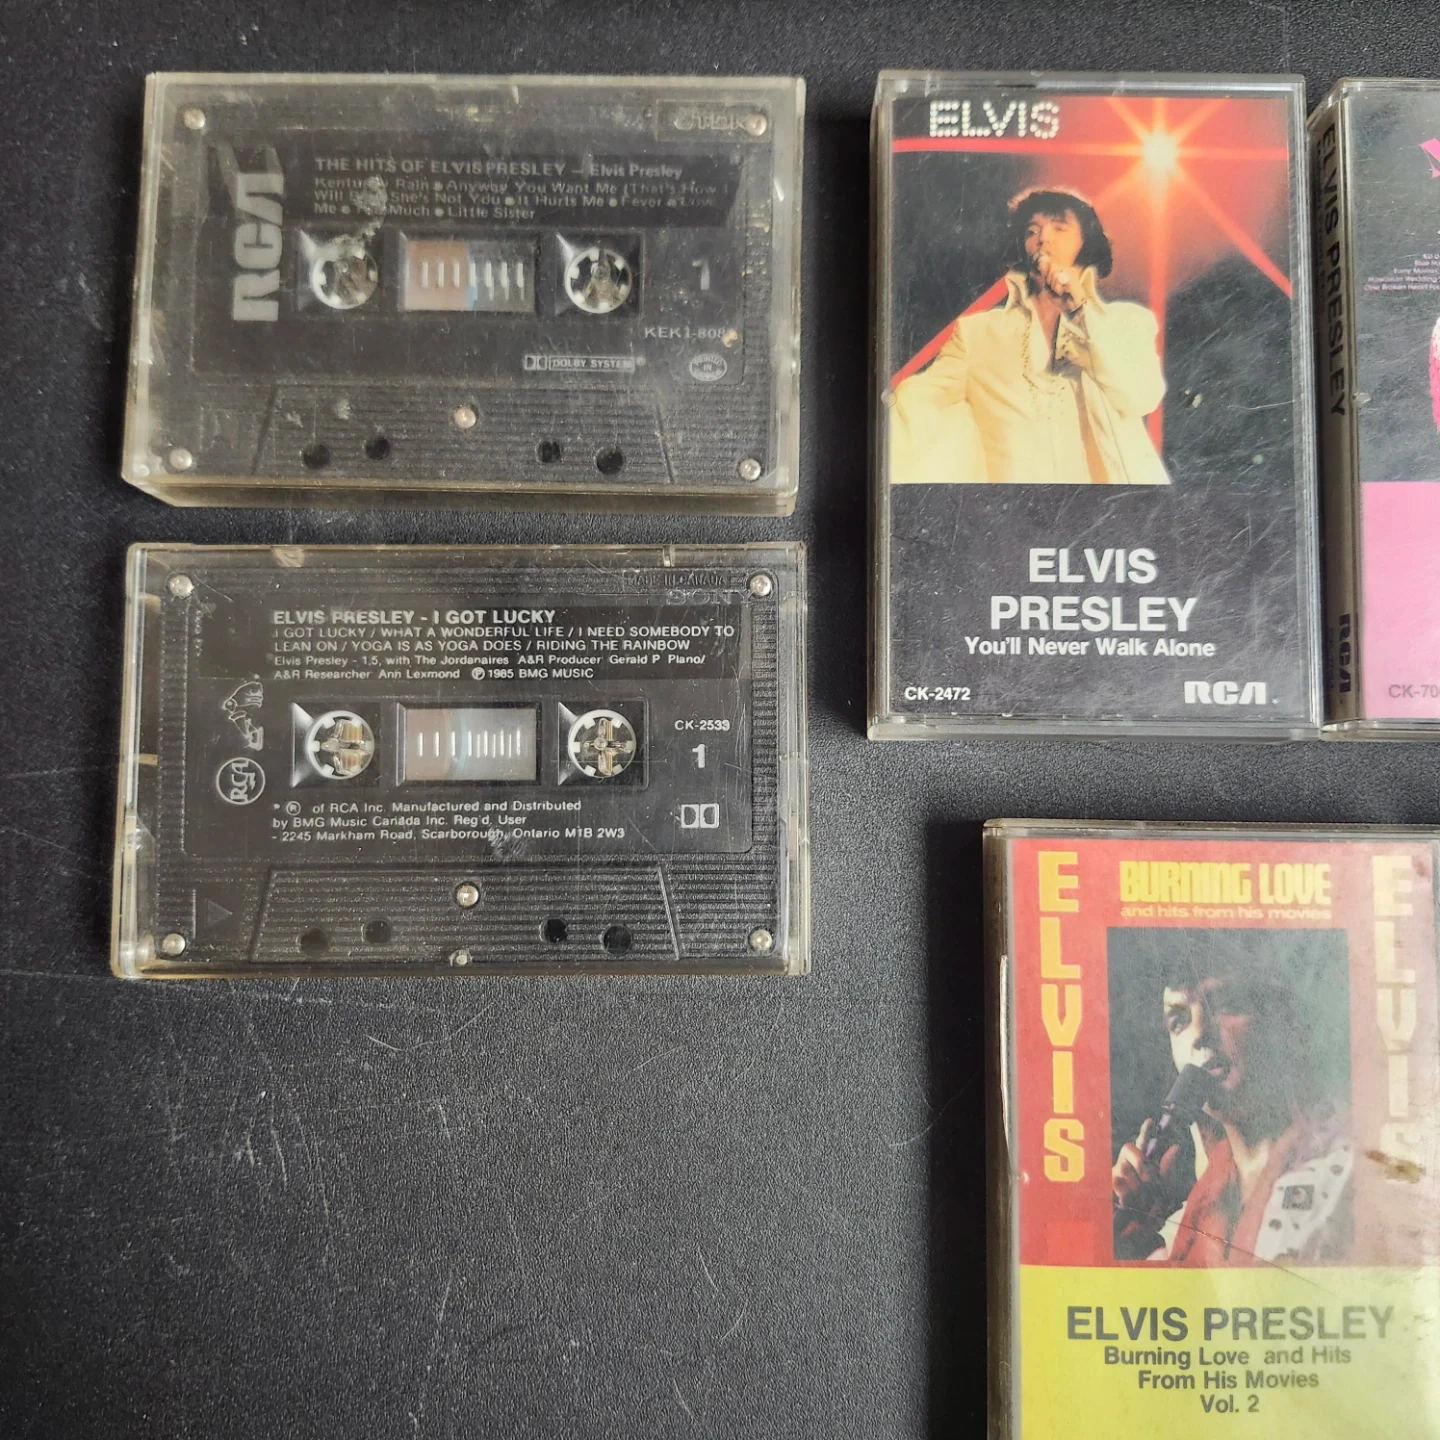 RCA
THE HITS OF ELVIS PRESLEY – Elvis Presley
Kentucky Rain ● Anyway You Want Me (That's How I
Will She's Not You ● It Hurts Me ● Fever ● Love
Me ● Much ● Little Sister
1
KEK1-808
DOLBY SYSTEM
MADE IN CANADA
SONY
ELVIS PRESLEY - I GOT LUCKY
I GOT LUCKY / WHAT A WONDERFUL LIFE / I NEED SOMEBODY TO
LEAN ON / YOGA IS AS YOGA DOES / RIDING THE RAINBOW
Elvis Presley - 1,5, with The Jordanaires A&R Producer Gerald P Plano/
A&R Researcher Ann Lexmond ℗ 1985 BMG MUSIC
CK-2533
1
RCA
* ® of RCA Inc. Manufactured and Distributed
by BMG Music Canada Inc. Reg'd. User
- 2245 Markham Road, Scarborough, Ontario M1B 2W3
ELVIS
ELVIS
PRESLEY
You'll Never Walk Alone
CK-2472
RCA.
ELVIS PRESLEY
RCA
CK-70
ELVIS
BURNING LOVE
and hits from his movies
ELVIS
ELVIS PRESLEY
Burning Love and Hits
From His Movies
Vol. 2